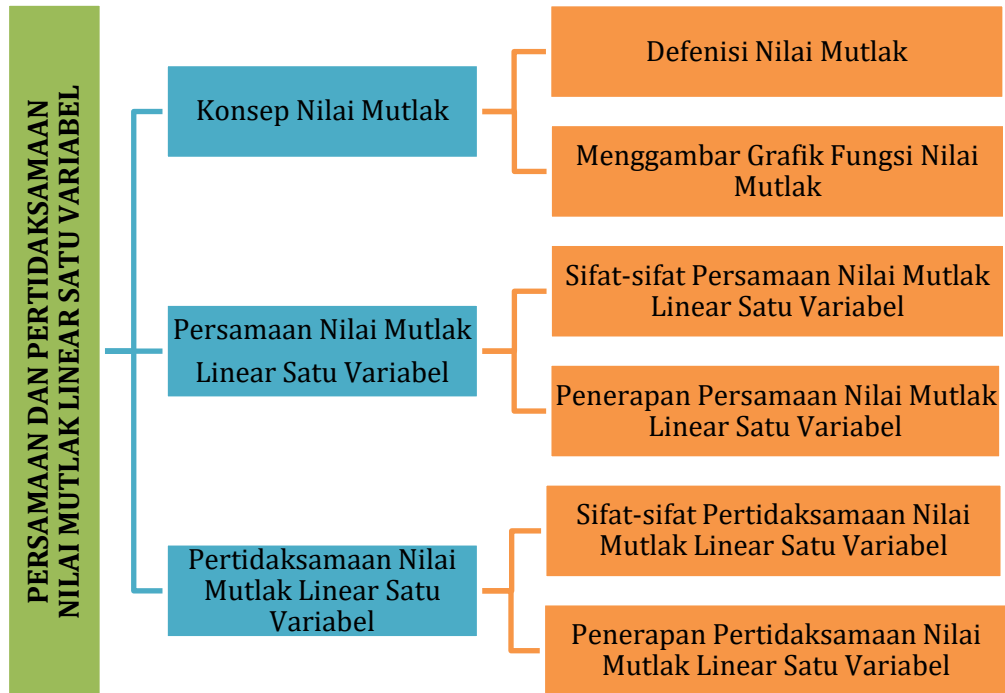 PERSAMAAN DAN PERTIDAKSAMAAN
NILAI MUTLAK LINEAR SATU VARIABEL
Konsep Nilai Mutlak
Defenisi Nilai Mutlak
Menggambar Grafik Fungsi Nilai
Mutlak
Persamaan Nilai Mutlak
Linear Satu Variabel
Sifat-sifat Persamaan Nilai Mutlak
Linear Satu Variabel
Penerapan Persamaan Nilai Mutlak
Linear Satu Variabel
Pertidaksamaan Nilai
Mutlak Linear Satu
Variabel
Sifat-sifat Pertidaksamaan Nilai
Mutlak Linear Satu Variabel
Penerapan Pertidaksamaan Nilai
Mutlak Linear Satu Variabel